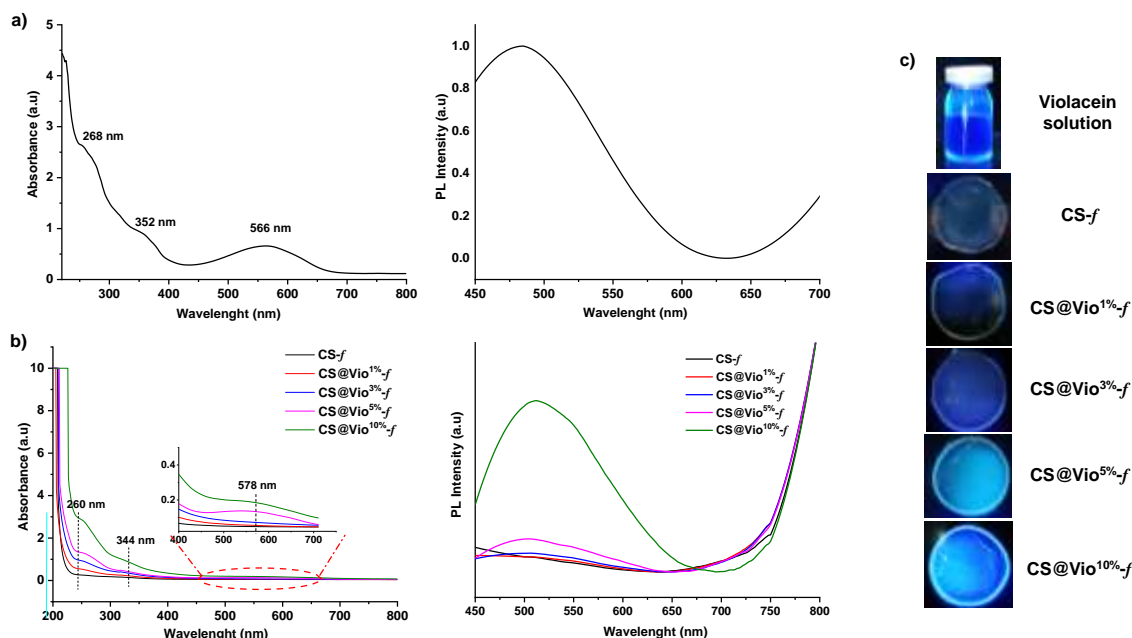 a)
Absorbance (a.u)
5
4
3
2
1
0
268 nm
352 nm
566 nm
300 400 500 600 700 800
Wavelenght (nm)
PL Intensity (a.u)
1.0
0.8
0.6
0.4
0.2
0.0
450 500 550 600 650 700
Wavelenght (nm)
b)
Absorbance (a.u)
10
8
6
4
2
0
CS-f
CS@Vio1%-f
CS@Vio3%-f
CS@Vio5%-f
CS@Vio10%-f
260 nm
344 nm
578 nm
0.4
0.2
400 500 600 700
200 300 400 500 600 700 800
Wavelenght (nm)
PL Intensity (a.u)
CS-f
CS@Vio1%-f
CS@Vio3%-f
CS@Vio5%-f
CS@Vio10%-f
450 500 550 600 650 700 750 800
Wavelenght (nm)
c)
Violacein
solution
CS-f
CS@Vio1%-f
CS@Vio3%-f
CS@Vio5%-f
CS@Vio10%-f